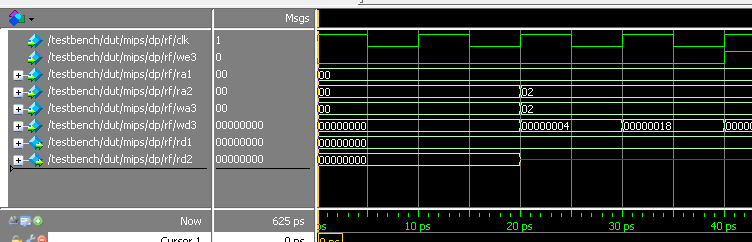 Msgs
/testbench/dut/mips/dp/rf/clk 1
/testbench/dut/mips/dp/rf/we3 0
/testbench/dut/mips/dp/rf/ra1 00 00
/testbench/dut/mips/dp/rf/ra2 00 00 02
/testbench/dut/mips/dp/rf/wa3 00 00 02
/testbench/dut/mips/dp/rf/wd3 00000000 00000000 00000004 00000018 0000
/testbench/dut/mips/dp/rf/rd1 00000000 00000000
/testbench/dut/mips/dp/rf/rd2 00000000 00000000
Now 625 ps ps 10 ps 20 ps 30 ps 40 ps
Cursor 1 0 ps 0 ps